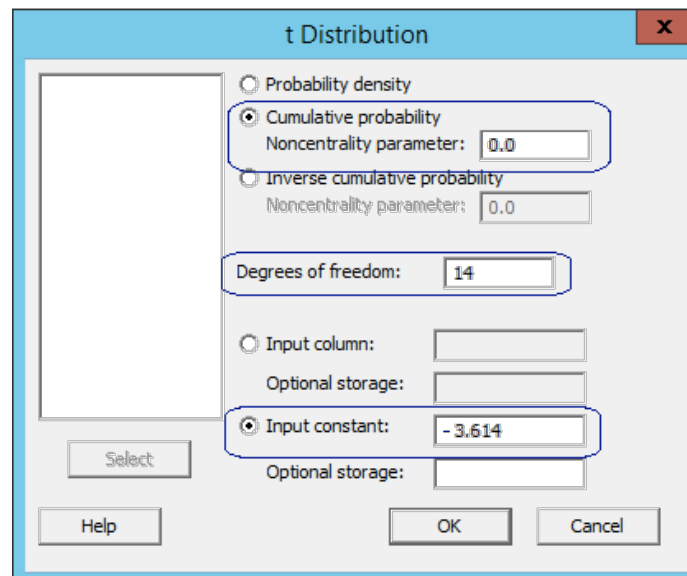 t Distribution
x
Probability density
Cumulative probability
Noncentrality parameter: 0.0
Inverse cumulative probability
Noncentrality parameter: 0.0
Degrees of freedom: 14
Input column:
Optional storage:
Input constant: -3.614
Select
Optional storage:
Help OK Cancel